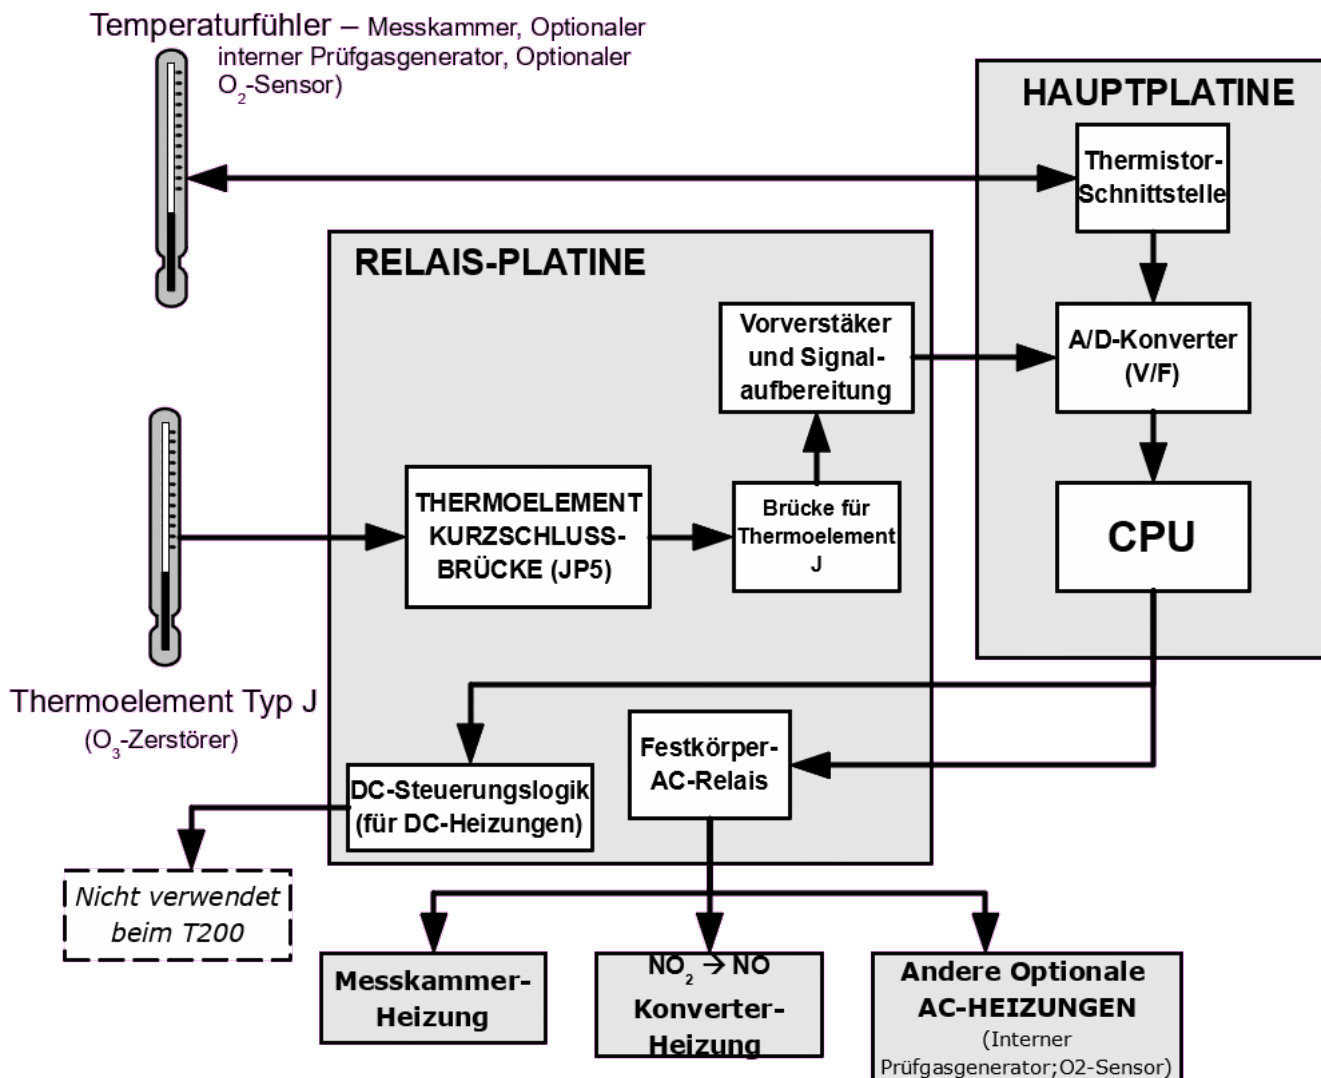 Temperaturfühler – Messkammer, Optionaler
interner Prüfgasgenerator, Optionaler
O2-Sensor)
HAUPTPLATINE
Thermistor-
Schnittstelle
RELAIS-PLATINE
Vorverstäker
und Signal-
aufbereitung
A/D-Konverter
(V/F)
THERMOELEMENT
KURZSCHLUSS-
BRÜCKE (JP5)
Brücke für
Thermoelement
J
CPU
Thermoelement Typ J
(O3-Zerstörer)
Festkörper-
AC-Relais
DC-Steuerungslogik
(für DC-Heizungen)
Nicht verwendet
beim T200
Messkammer-
Heizung
NO2 → NO
Konverter-
Heizung
Andere Optionale
AC-HEIZUNGEN
(Interner
Prüfgasgenerator;O2-Sensor)